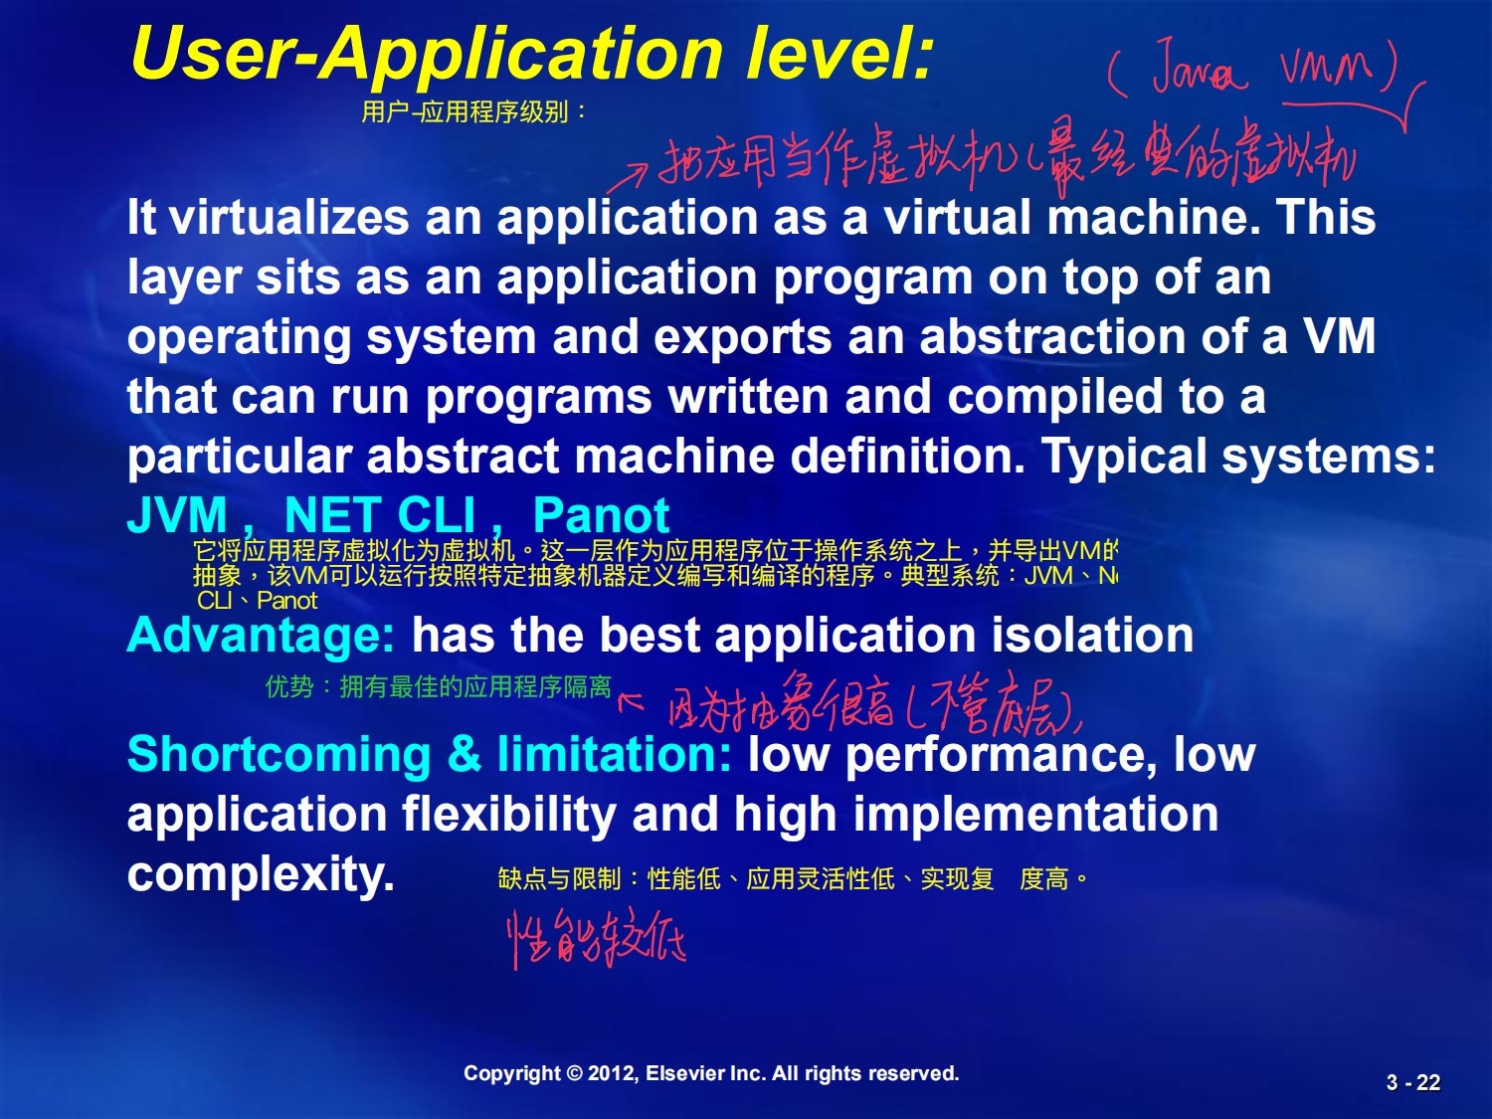 User-Application level:
( Java VMM )
用户-应用程序级别：
→ 把应用当作虚拟机（最经典的虚拟机
It virtualizes an application as a virtual machine. This
layer sits as an application program on top of an
operating system and exports an abstraction of a VM
that can run programs written and compiled to a
particular abstract machine definition. Typical systems:
JVM , NET CLI , Panot
它将应用程序虚拟化为虚拟机。这一层作为应用程序位于操作系统之上，并导出VM的
抽象，该VM可以运行按照特定抽象机器定义编写和编译的程序。典型系统：JVM、Ne
CLI、Panot
Advantage: has the best application isolation
优势：拥有最佳的应用程序隔离
因为抽象很高（不管底层），
Shortcoming & limitation: low performance, low
application flexibility and high implementation
complexity.
缺点与限制：性能低、应用灵活性低、实现复 度高。
性能较低
Copyright © 2012, Elsevier Inc. All rights reserved.
3 - 22